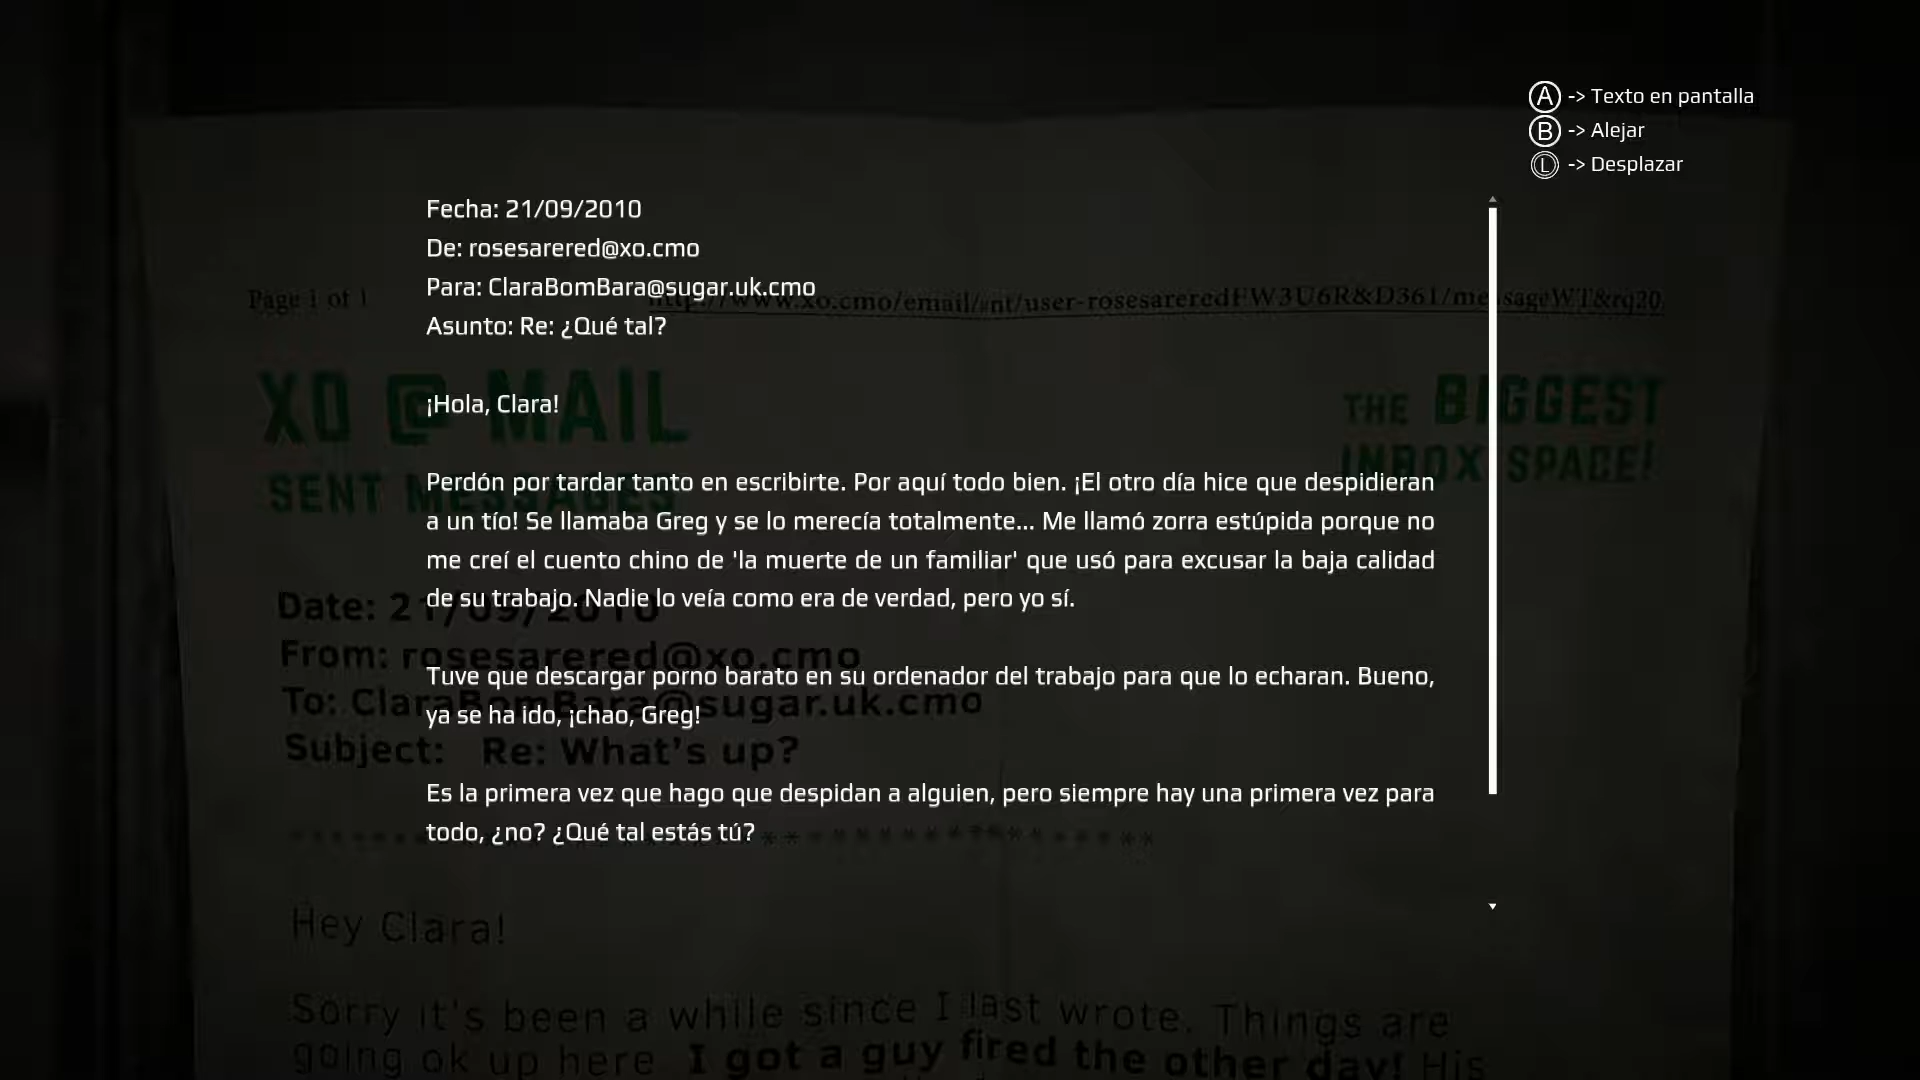 A -> Texto en pantalla
B -> Alejar
L -> Desplazar
Fecha: 21/09/2010
De: rosesarered@xo.cmo
Para: ClaraBomBara@sugar.uk.cmo
Asunto: Re: ¿Qué tal?
¡Hola, Clara!
Perdón por tardar tanto en escribirte. Por aquí todo bien. ¡El otro día hice que despidieran
a un tío! Se llamaba Greg y se lo merecía totalmente... Me llamó zorra estúpida porque no
me creí el cuento chino de 'la muerte de un familiar' que usó para excusar la baja calidad
de su trabajo. Nadie lo veía como era de verdad, pero yo sí.
Tuve que descargar porno barato en su ordenador del trabajo para que lo echaran. Bueno,
ya se ha ido, ¡chao, Greg!
Es la primera vez que hago que despidan a alguien, pero siempre hay una primera vez para
todo, ¿no? ¿Qué tal estás tú?
Page 1 of 1
XO @ MAIL
SENT MESSAGES
THE BIGGEST
INBOX SPACE!
Date: 21/09/2010
From: rosesarered@xo.cmo
To: ClaraBomBara@sugar.uk.cmo
Subject: Re: What's up?
Hey Clara!
Sorry it's been a while since I last wrote. Things are
going ok up here I got a guy fired the other day! His